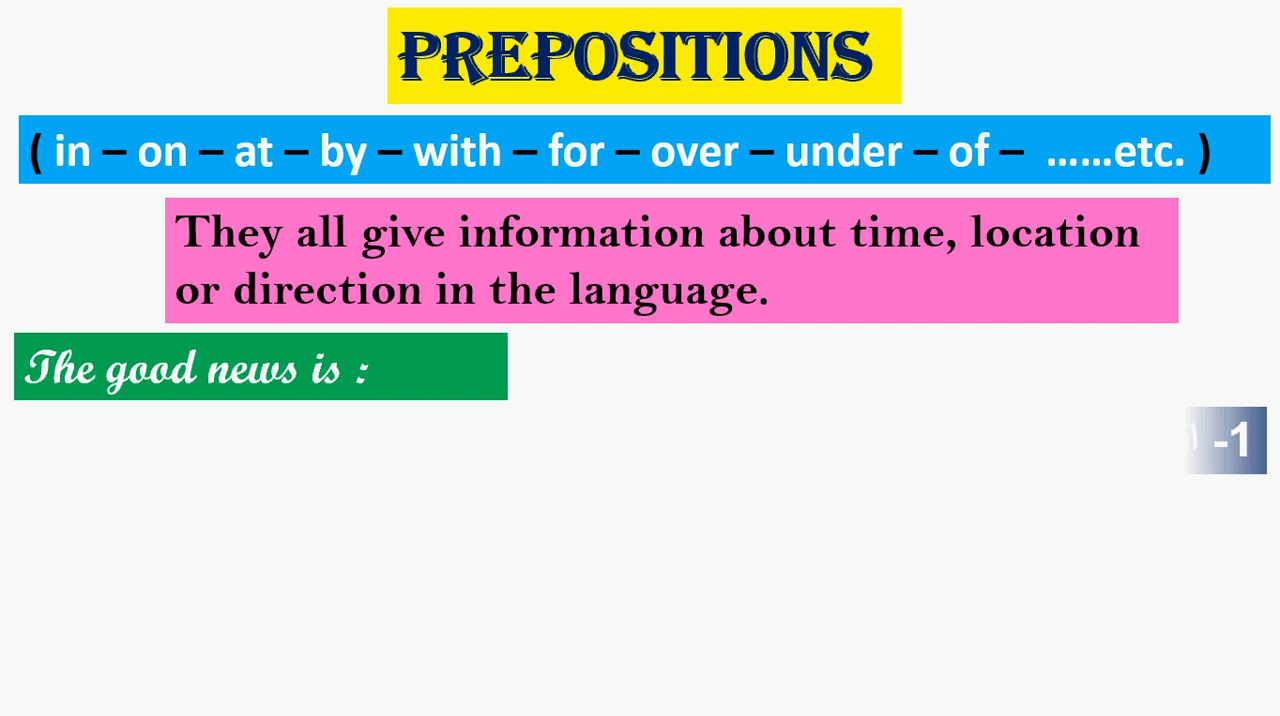 PREPOSITIONS
( in – on – at – by – with – for – over – under – of – ......etc. )
They all give information about time, location
or direction in the language.
The good news is :
-1